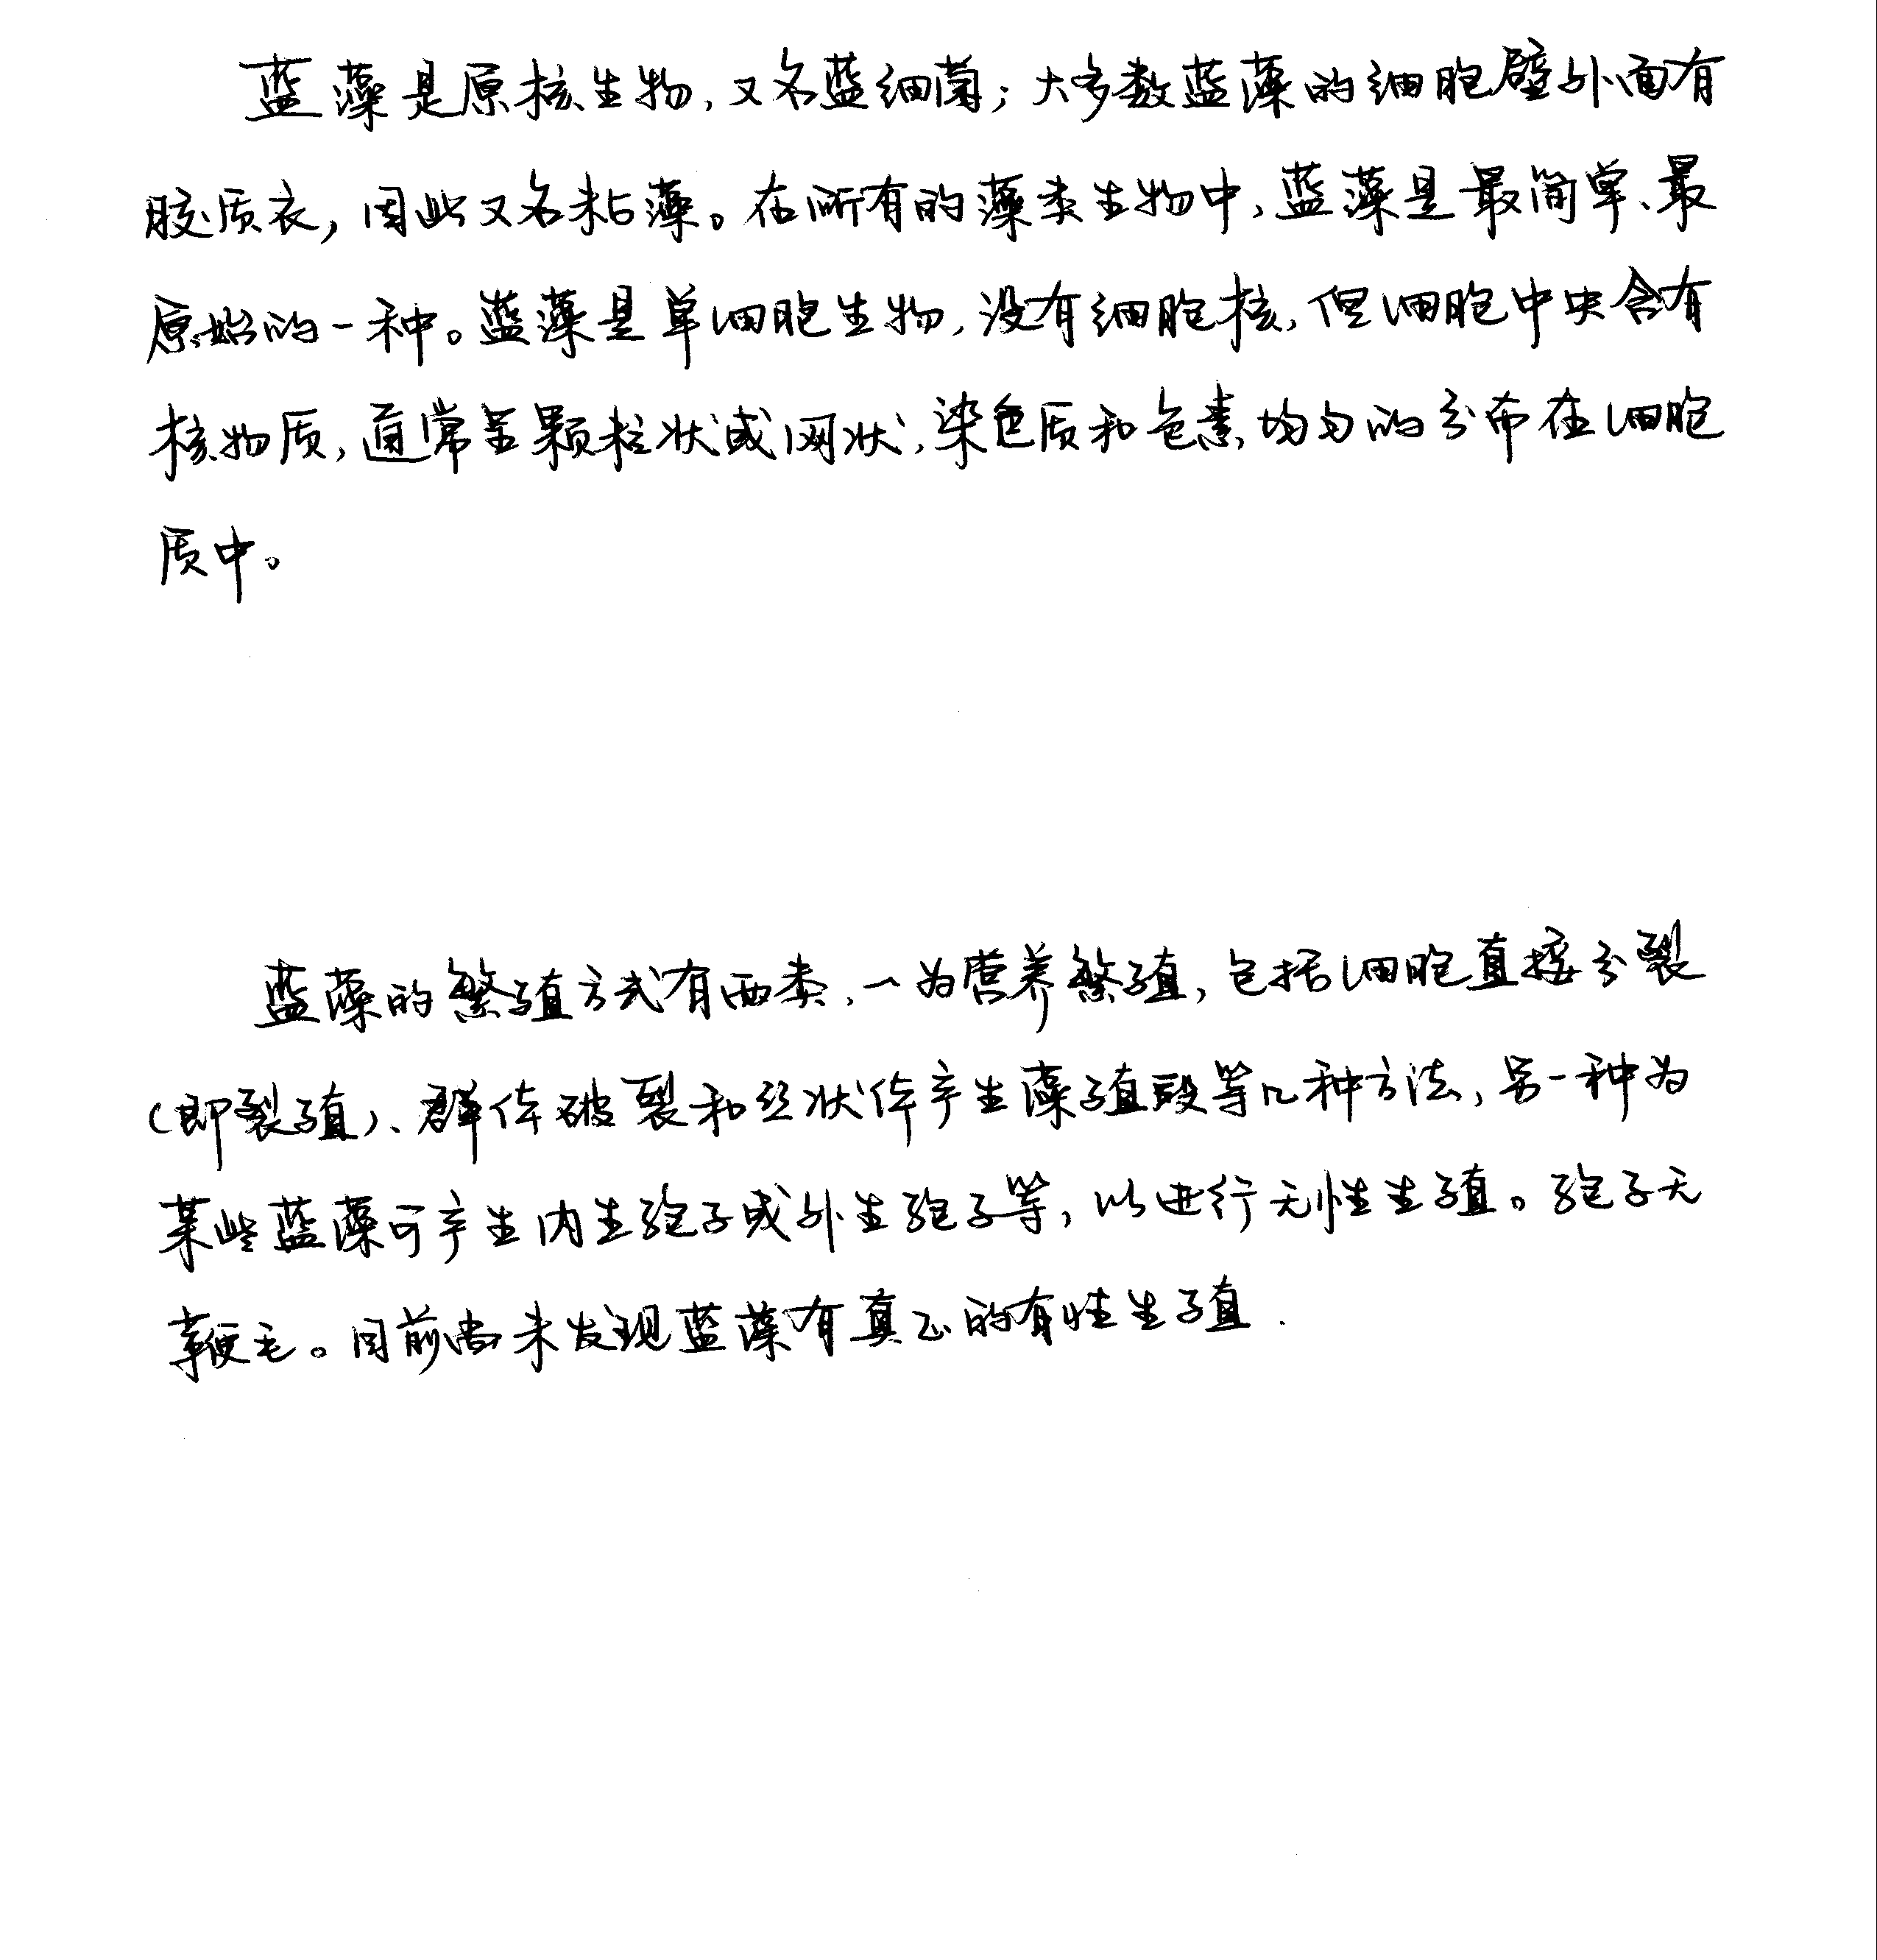 蓝藻是原核生物,又名蓝细菌;大多数蓝藻的细胞壁外面有
胶质衣,因此又名粘藻。在所有的藻类生物中,蓝藻是最简单、最
原始的一种。蓝藻是单细胞生物,没有细胞核,但细胞中央含有
核物质,通常呈颗粒状或网状,染色质和色素均匀的分布在细胞
质中。
蓝藻的繁殖方式有两类,一为营养繁殖,包括细胞直接分裂
(即裂殖)、群体破裂和丝状体产生藻殖段等几种方法,另一种为
某些蓝藻可产生内生孢子或外生孢子等,以进行无性生殖。孢子无
鞭毛。目前尚未发现蓝藻有真正的有性生殖.